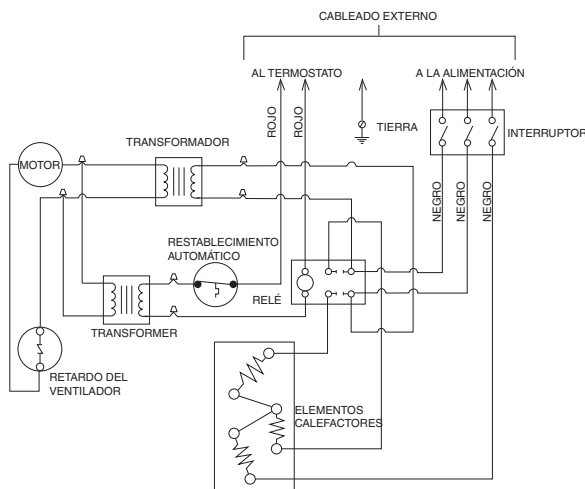 CABLEADO EXTERNO
AL TERMOSTATO
A LA ALIMENTACIÓN
ROJO
ROJO
TIERRA
INTERRUPTOR
TRANSFORMADOR
MOTOR
NEGRO
NEGRO
NEGRO
RESTABLECIMIENTO
AUTOMÁTICO
RELÉ
TRANSFORMER
RETARDO DEL
VENTILADOR
ELEMENTOS
CALEFACTORES